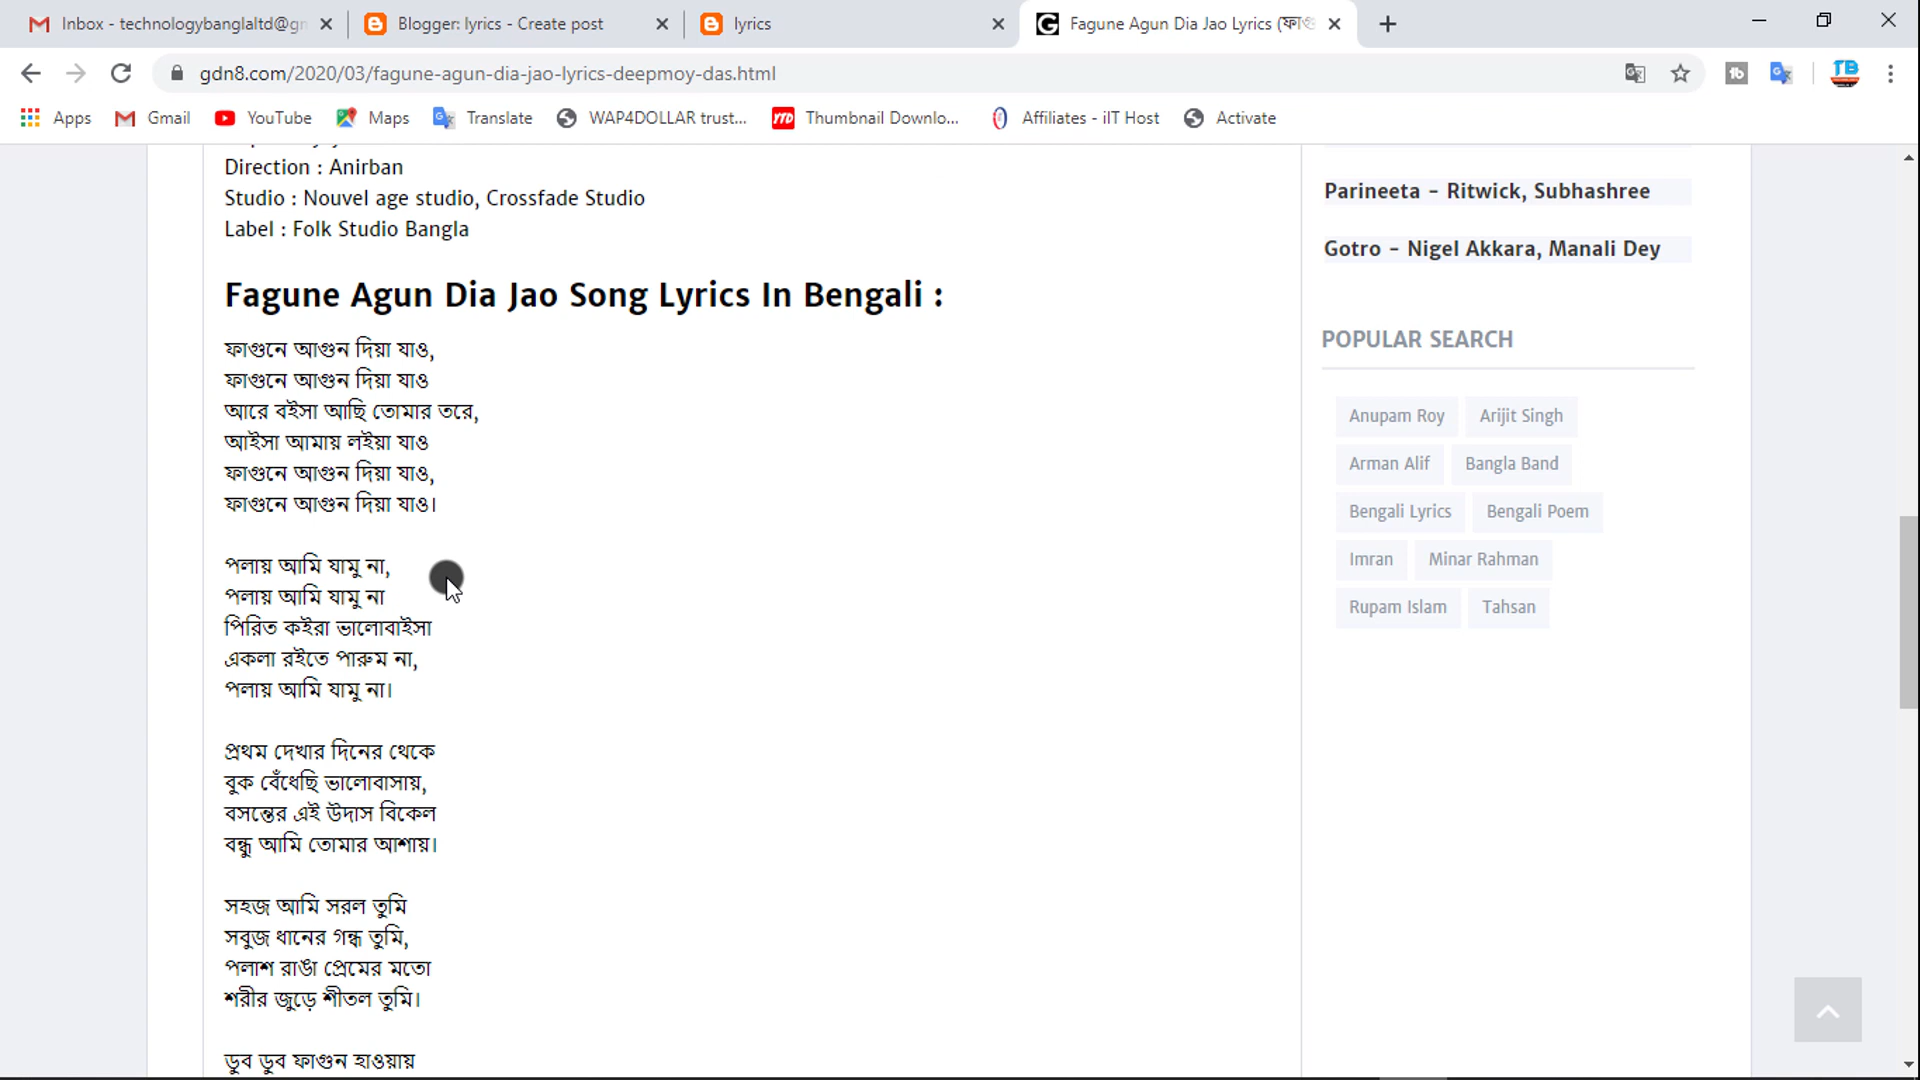 Inbox - technologybanglaltd@gn
Blogger: lyrics - Create post
lyrics
Fagune Agun Dia Jao Lyrics (ফাগু
gdn8.com/2020/03/fagune-agun-dia-jao-lyrics-deepmoy-das.html
Apps
Gmail
YouTube
Maps
Translate
WAP4DOLLAR trust...
Thumbnail Downlo...
Affiliates - iIT Host
Activate
Direction : Anirban
Studio : Nouvel age studio, Crossfade Studio
Label : Folk Studio Bangla
Fagune Agun Dia Jao Song Lyrics In Bengali :
ফাগুনে আগুন দিয়া যাও,
ফাগুনে আগুন দিয়া যাও
আরে বইসা আছি তোমার তরে,
আইসা আমায় লইয়া যাও
ফাগুনে আগুন দিয়া যাও,
ফাগুনে আগুন দিয়া যাও।
পলায় আমি যামু না,
পলায় আমি যামু না
পিরিত কইরা ভালোবাইসা
একলা রইতে পারুম না,
পলায় আমি যামু না।
প্রথম দেখার দিনের থেকে
বুক বেঁধেছি ভালোবাসায়,
বসন্তের এই উদাস বিকেল
বন্ধু আমি তোমার আশায়।
সহজ আমি সরল তুমি
সবুজ ধানের গন্ধ তুমি,
পলাশ রাঙা প্রেমের মতো
শরীর জুড়ে শীতল তুমি।
ডুব ডুব ফাগুন হাওয়ায়
Parineeta - Ritwick, Subhashree
Gotro - Nigel Akkara, Manali Dey
POPULAR SEARCH
Anupam Roy
Arijit Singh
Arman Alif
Bangla Band
Bengali Lyrics
Bengali Poem
Imran
Minar Rahman
Rupam Islam
Tahsan